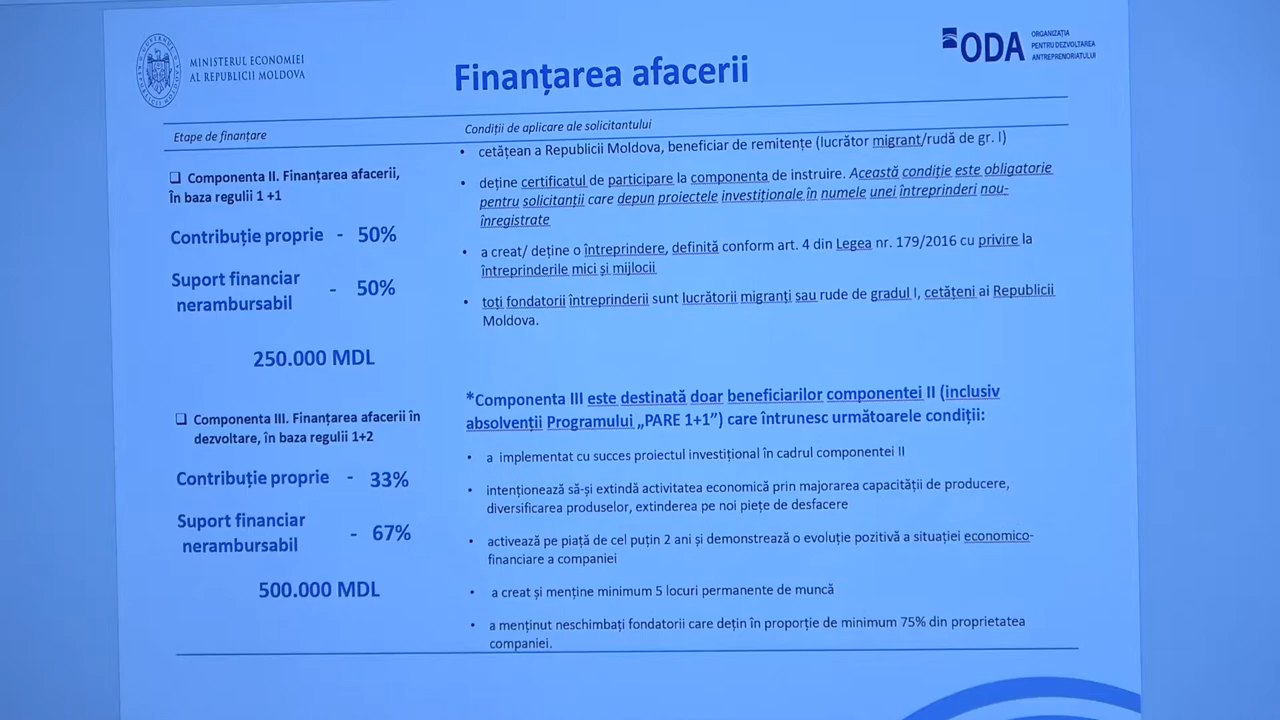 MINISTERUL ECONOMIEI
AL REPUBLICII MOLDOVA
ODA
ORGANIZAȚIA
PENTRU DEZVOLTAREA
ANTREPRENORIATULUI
Finanțarea afacerii
Etape de finanțare
Condiții de aplicare ale solicitantului
Componenta II. Finanțarea afacerii,
în baza regulii 1 +1
Contribuție proprie - 50%
Suport financiar
nerambursabil - 50%
250.000 MDL
• cetățean a Republicii Moldova, beneficiar de remitențe (lucrător migrant/rudă de gr. I)
• deține certificatul de participare la componenta de instruire. Această condiție este obligatorie
pentru solicitanții care depun proiectele investiționale în numele unei întreprinderi nou-
înregistrate
• a creat/ deține o întreprindere, definită conform art. 4 din Legea nr. 179/2016 cu privire la
întreprinderile mici și mijlocii
• toți fondatorii întreprinderii sunt lucrătorii migranți sau rude de gradul I, cetățeni ai Republicii
Moldova.
Componenta III. Finanțarea afacerii în
dezvoltare, în baza regulii 1+2
Contribuție proprie - 33%
Suport financiar
nerambursabil - 67%
500.000 MDL
*Componenta III este destinată doar beneficiarilor componentei II (inclusiv
absolvenții Programului „PARE 1+1”) care întrunesc următoarele condiții:
• a implementat cu succes proiectul investițional în cadrul componentei II
• intenționează să-și extindă activitatea economică prin majorarea capacității de producere,
diversificarea produselor, extinderea pe noi piețe de desfacere
• activează pe piață de cel puțin 2 ani și demonstrează o evoluție pozitivă a situației economico-
financiare a companiei
• a creat și menține minimum 5 locuri permanente de muncă
• a menținut neschimbați fondatorii care dețin în proporție de minimum 75% din proprietatea
companiei.